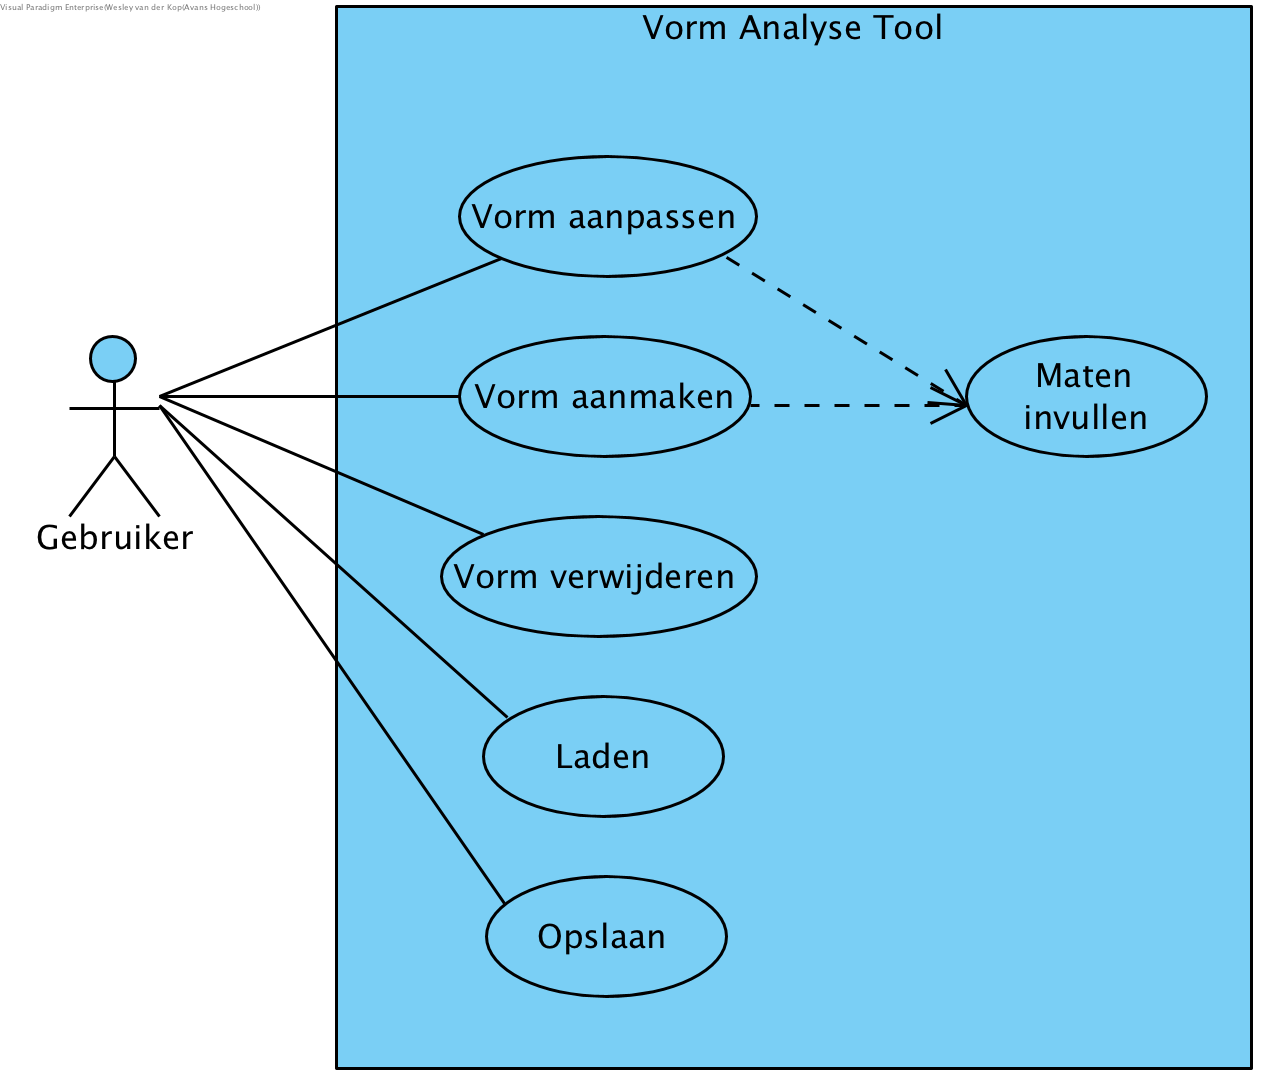 Visual Paradigm Enterprise(Wesley van der Kop(Avans Hogeschool))
Vorm Analyse Tool
Vorm aanpassen
Vorm aanmaken
Maten
invullen
Gebruiker
Vorm verwijderen
Laden
Opslaan